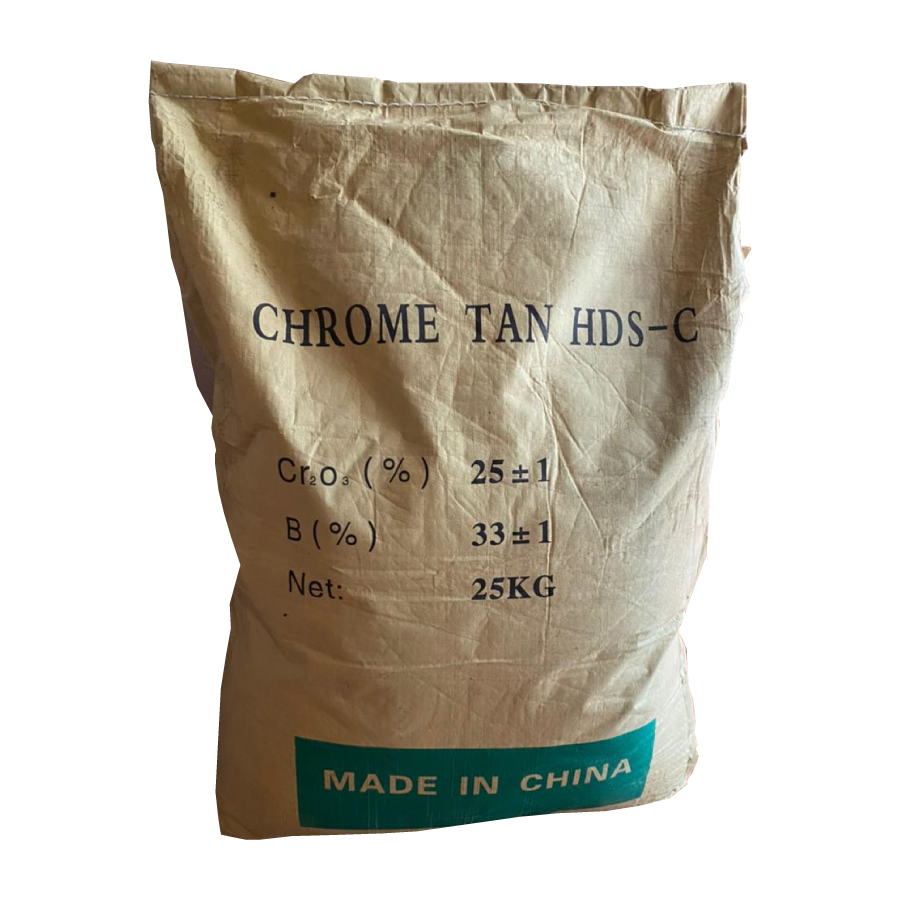 CHROME TAN HDS-C
Cr₂O₃ (%) 25±1
B (%) 33±1
Net: 25KG
MADE IN CHINA